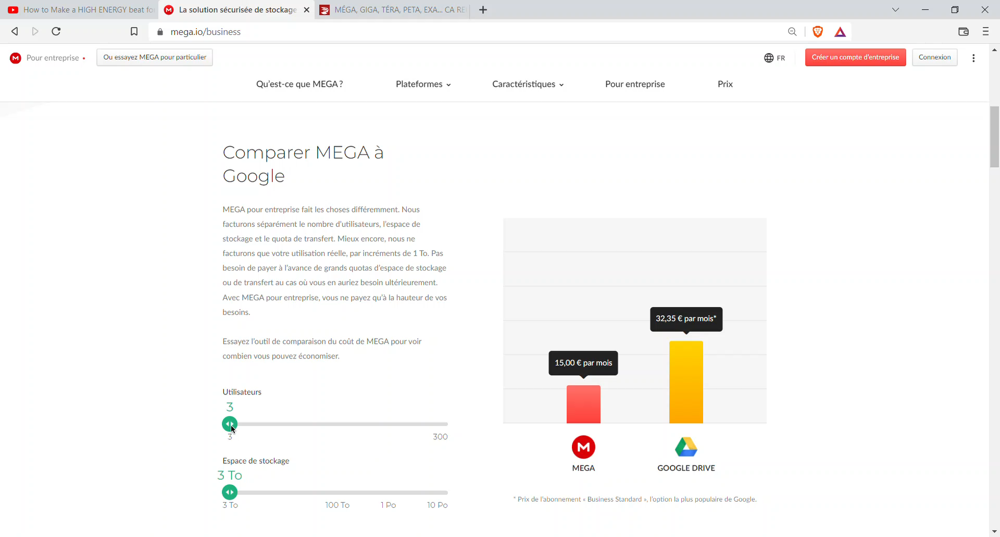 How to Make a HIGH ENERGY beat fo
La solution sécurisée de stockage
MÉGA, GIGA, TÉRA, PETA, EXA... CA RE
mega.io/business
Pour entreprise
Ou essayez MEGA pour particulier
FR
Créer un compte d'entreprise
Connexion
Qu'est-ce que MEGA ?
Plateformes
Caractéristiques
Pour entreprise
Prix
Comparer MEGA à
Google
MEGA pour entreprise fait les choses différemment. Nous
facturons séparément le nombre d'utilisateurs, l'espace de
stockage et le quota de transfert. Mieux encore, nous ne
facturons que votre utilisation réelle, par incréments de 1 To. Pas
besoin de payer à l'avance de grands quotas d'espace de stockage
ou de transfert au cas où vous en auriez besoin ultérieurement.
Avec MEGA pour entreprise, vous ne payez qu'à la hauteur de vos
besoins.
Essayez l'outil de comparaison du coût de MEGA pour voir
combien vous pouvez économiser.
Utilisateurs
3
3
300
Espace de stockage
3 To
3 To
100 To
1 Po
10 Po
32,35 € par mois*
15,00 € par mois
MEGA
GOOGLE DRIVE
* Prix de l'abonnement « Business Standard », l'option la plus populaire de Google.